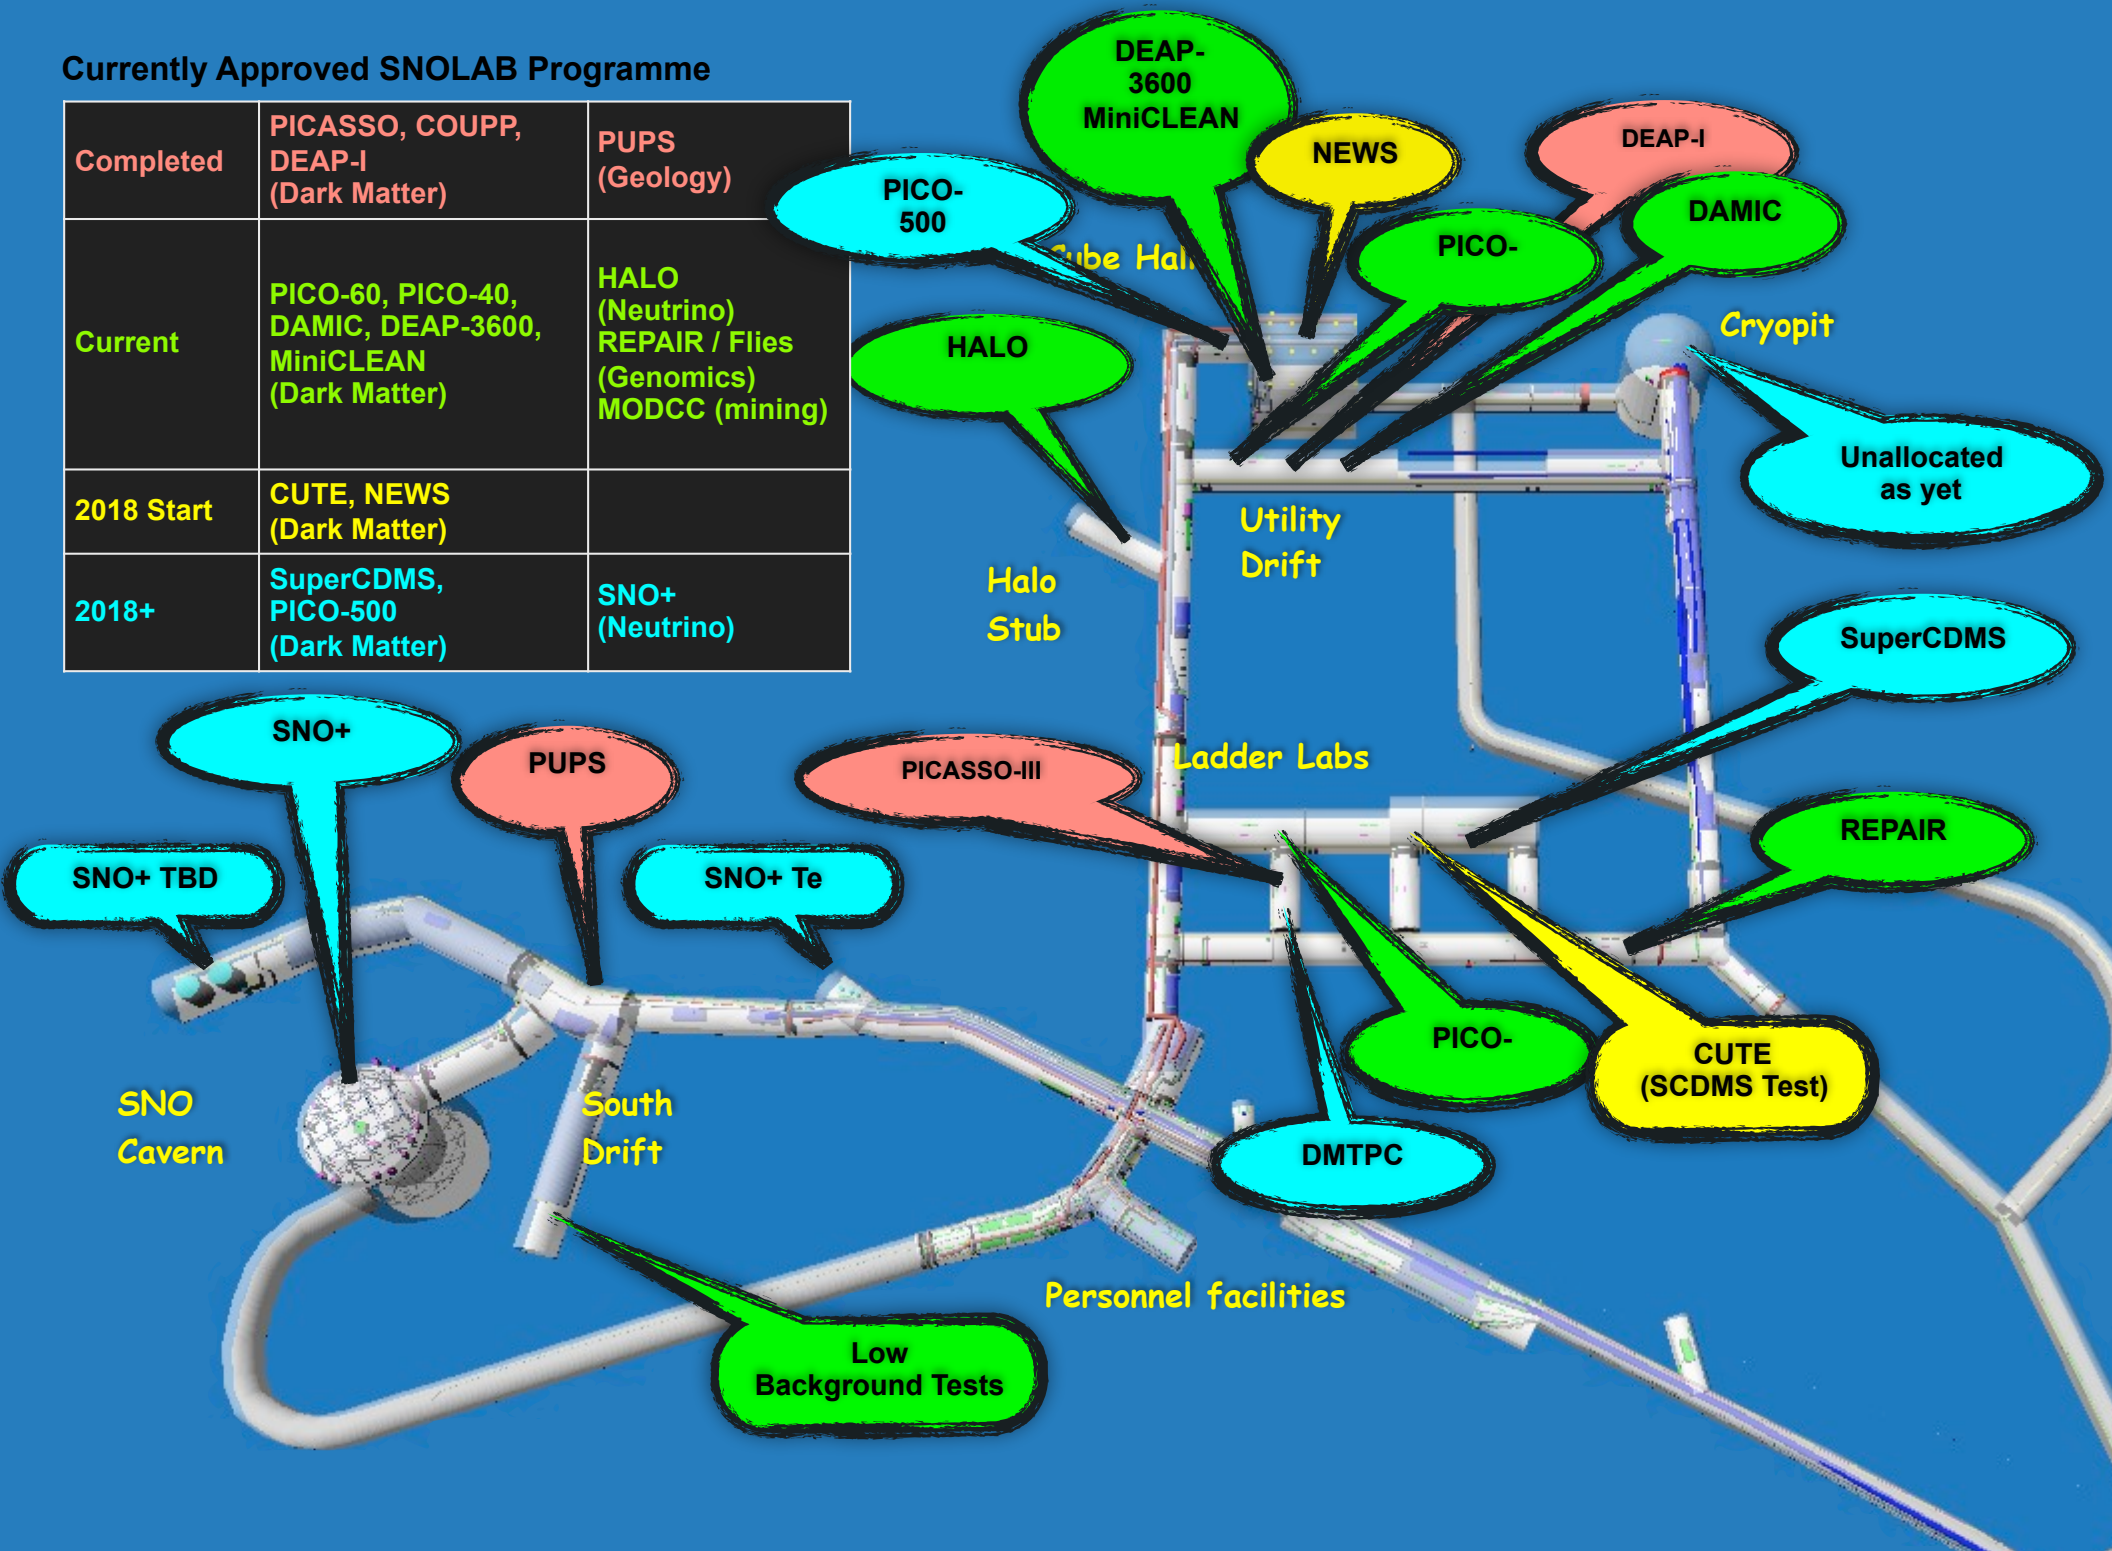 Currently Approved SNOLAB Programme
Completed
PICASSO, COUPP,
DEAP-I
(Dark Matter)
PUPS
(Geology)
Current
PICO-60, PICO-40,
DAMIC, DEAP-3600,
MiniCLEAN
(Dark Matter)
HALO
(Neutrino)
REPAIR / Flies
(Genomics)
MODCC (mining)
2018 Start
CUTE, NEWS
(Dark Matter)
2018+
SuperCDMS,
PICO-500
(Dark Matter)
SNO+
(Neutrino)
DEAP-
3600
MiniCLEAN
NEWS
DEAP-I
PICO-
500
DAMIC
PICO-
Cube Hall
Cryopit
HALO
Unallocated
as yet
Utility
Drift
Halo
Stub
SuperCDMS
SNO+
PUPS
PICASSO-III
Ladder Labs
REPAIR
SNO+ TBD
SNO+ Te
PICO-
CUTE
(SCDMS Test)
SNO
Cavern
South
Drift
DMTPC
Personnel facilities
Low
Background Tests